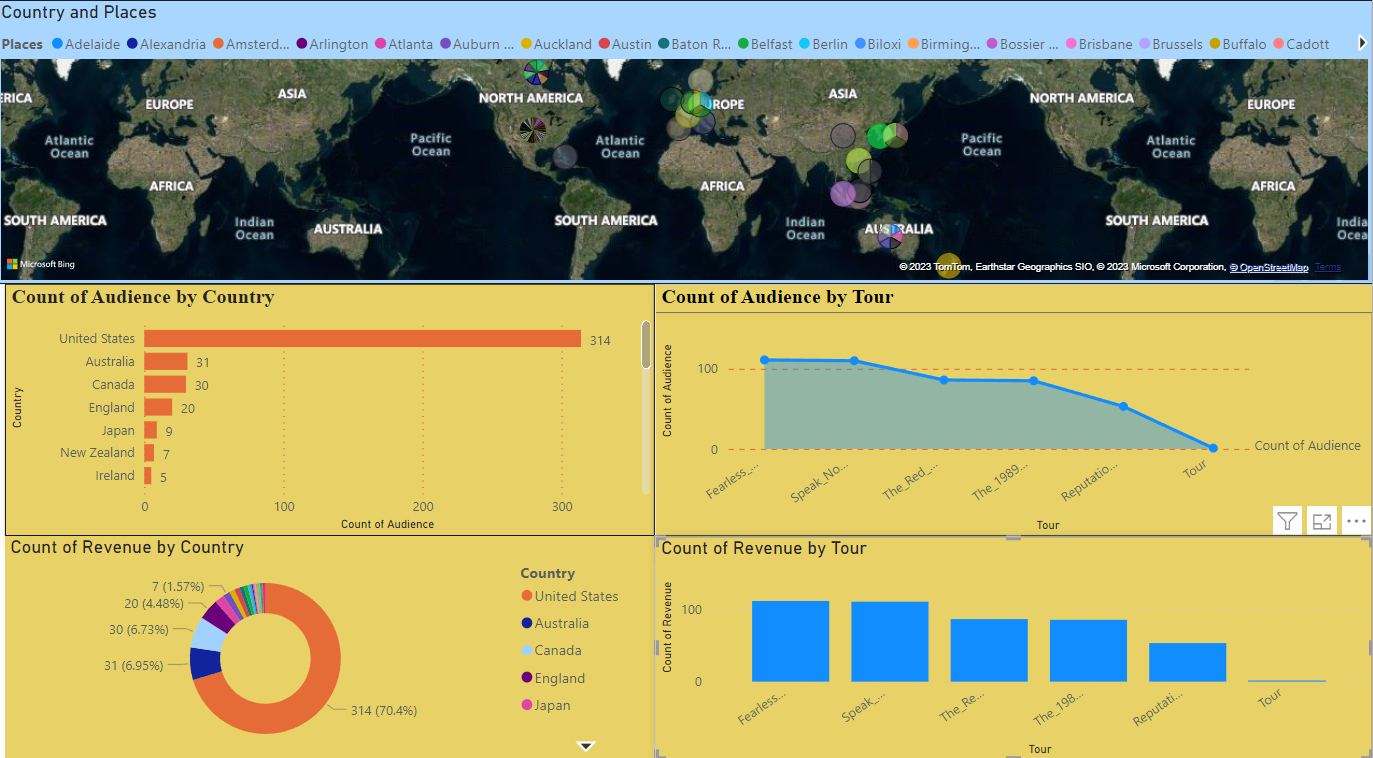 Country and Places
Places Adelaide Alexandria Amsterd... Arlington Atlanta Auburn ... Auckland Austin Baton R... Belfast Berlin Biloxi Birming... Bossier ... Brisbane Brussels Buffalo Cadott
ERICA EUROPE ASIA NORTH AMERICA ROPE ASIA NORTH AMERICA EUROPE
Atlantic Ocean Pacific Ocean Atlantic Ocean Pacific Ocean Atlantic Ocean
AFRICA AFRICA AFRICA
SOUTH AMERICA Indian Ocean AUSTRALIA SOUTH AMERICA Indian Ocean AUSTRALIA SOUTH AMERICA India Ocea
Microsoft Bing
© 2023 TomTom, Earthstar Geographics SIO, © 2023 Microsoft Corporation, © OpenStreetMap Terms
Count of Audience by Country
Country
United States 314
Australia 31
Canada 30
England 20
Japan 9
New Zealand 7
Ireland 5
0 100 200 300
Count of Audience
Count of Audience by Tour
Count of Audience
100
0
Count of Audience
Fearless_... Speak_No... The_Red_... The_1989... Reputatio... Tour
Tour
Count of Revenue by Country
7 (1.57%)
20 (4.48%)
30 (6.73%)
31 (6.95%)
314 (70.4%)
Country
United States
Australia
Canada
England
Japan
Count of Revenue by Tour
Count of Revenue
100
0
Fearless... Speak_... The_Re... The_198... Reputati... Tour
Tour